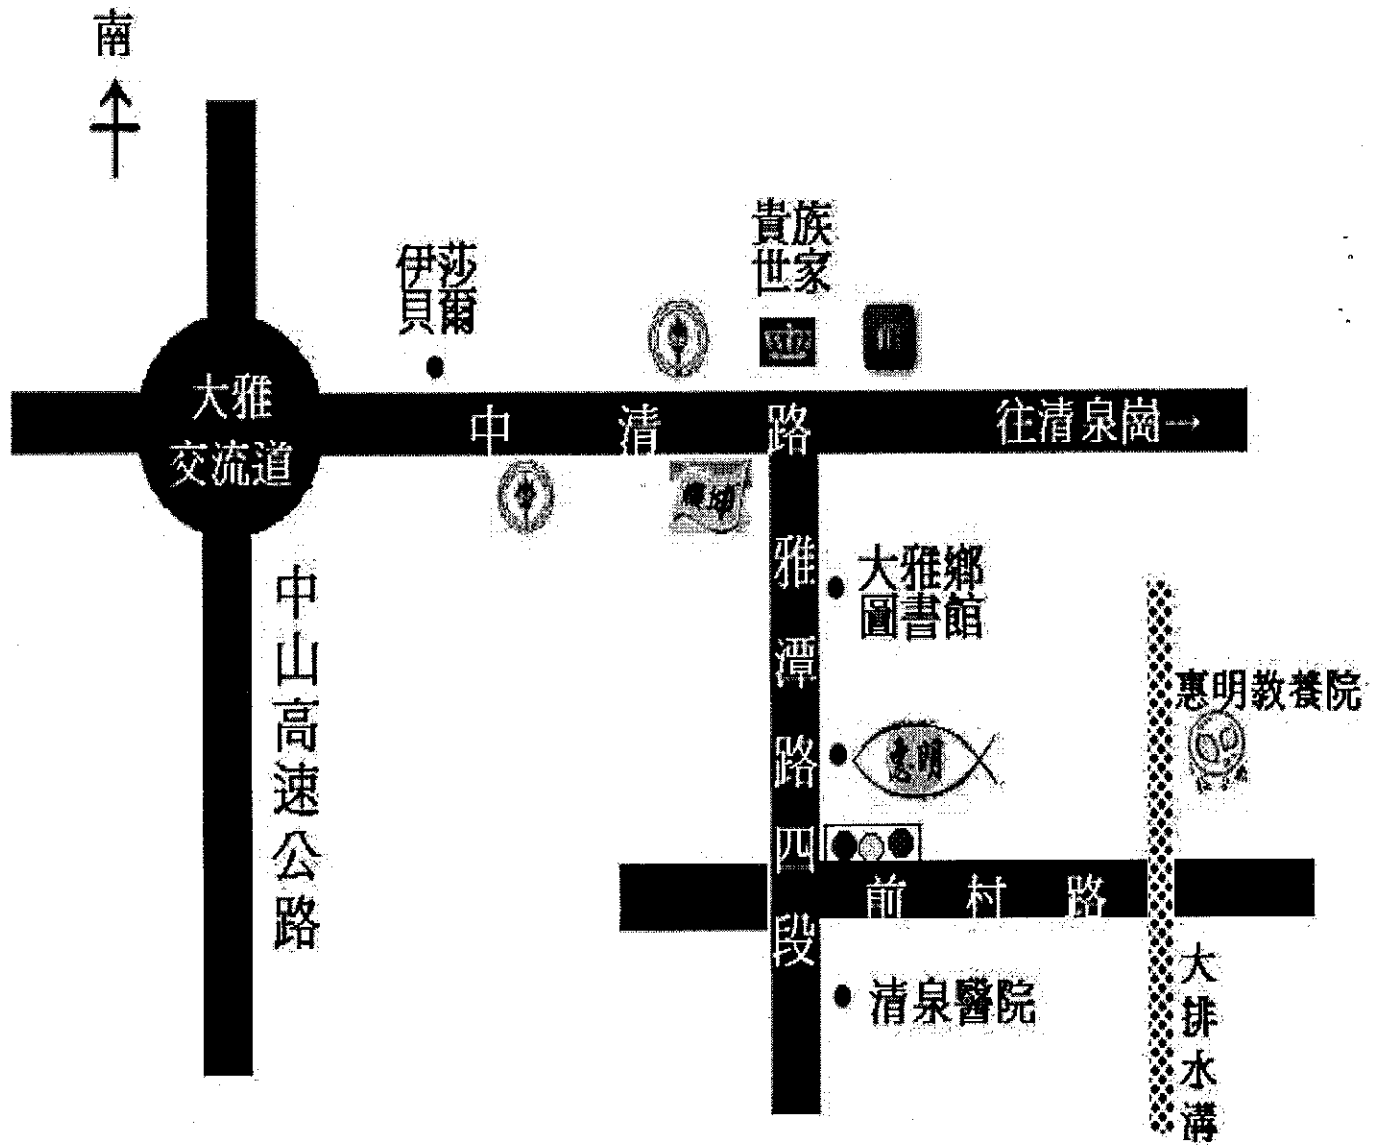 南
貴族
世家
伊莎
貝爾
大雅
交流道
中清路
往清泉崗→
中山高速公路
雅潭路四段
大雅鄉
圖書館
惠明教養院
惠明
前村路
清泉醫院
大排水溝